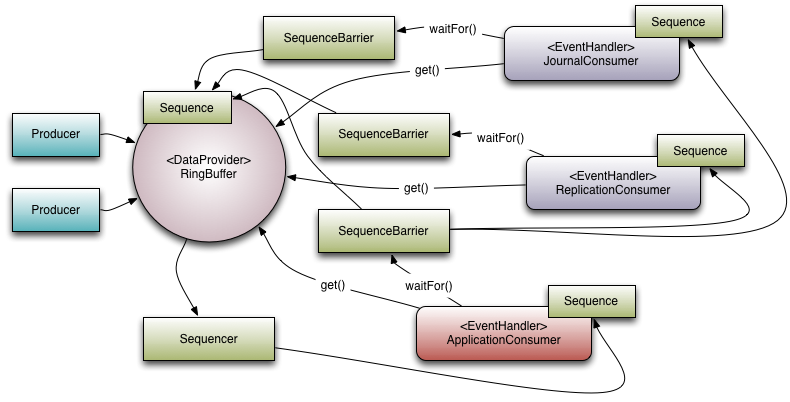 Sequence
SequenceBarrier
waitFor()
<EventHandler>
JournalConsumer
get()
Sequence
Producer
SequenceBarrier
waitFor()
Sequence
<DataProvider>
RingBuffer
<EventHandler>
ReplicationConsumer
get()
Producer
SequenceBarrier
get()
waitFor()
Sequence
<EventHandler>
ApplicationConsumer
Sequencer